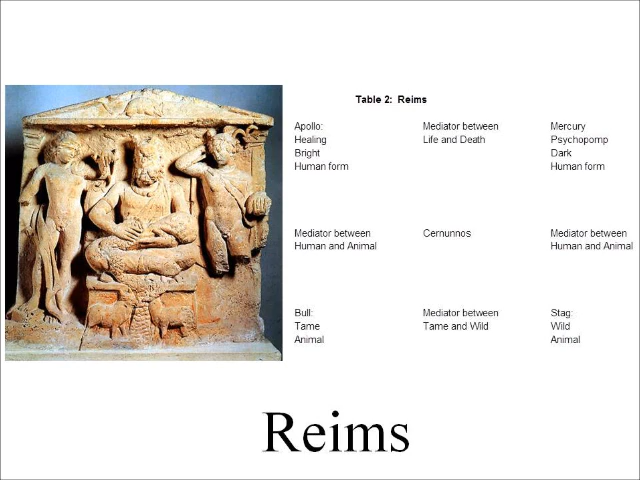 Table 2: Reims
Apollo: Mediator between Mercury
Healing Life and Death Psychopomp
Bright Dark
Human form Human form
Mediator between Cernunnos Mediator between
Human and Animal Human and Animal
Bull: Mediator between Stag:
Tame Tame and Wild Wild
Animal Animal
Reims